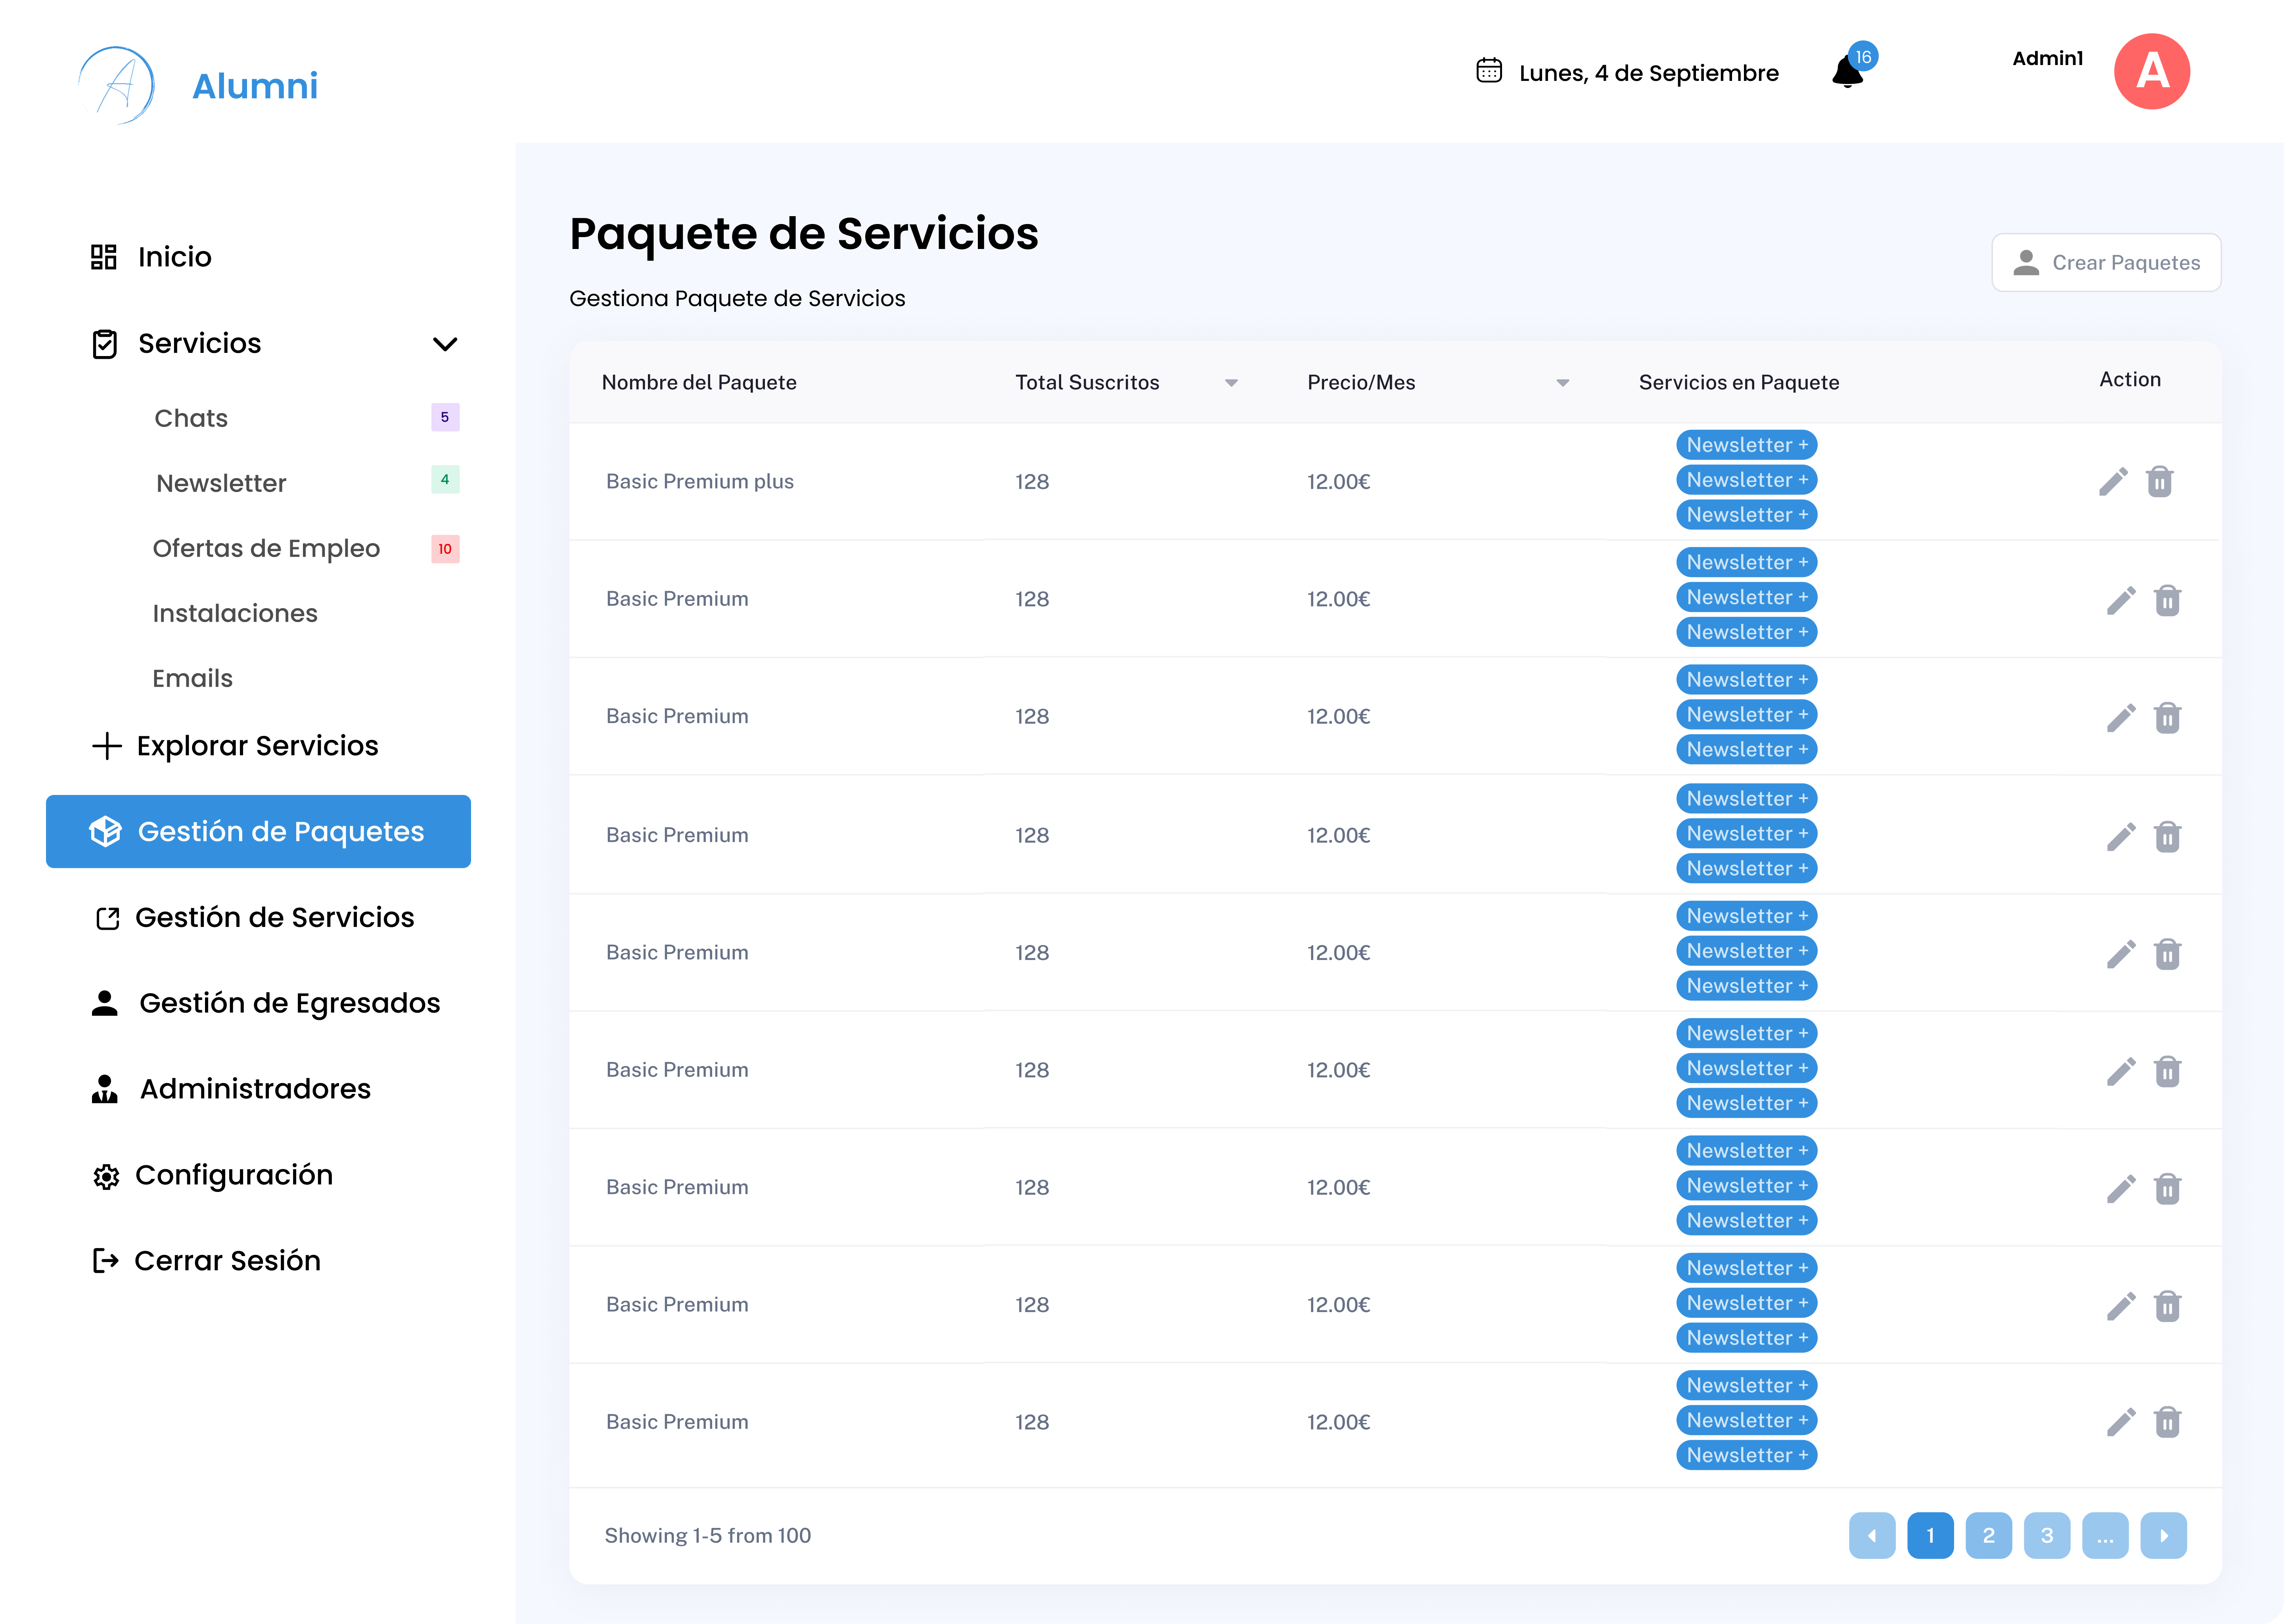 A Alumni
Lunes, 4 de Septiembre
16
Admin1
A
Inicio
Servicios
Chats 5
Newsletter 4
Ofertas de Empleo 10
Instalaciones
Emails
Explorar Servicios
Gestión de Paquetes
Gestión de Servicios
Gestión de Egresados
Administradores
Configuración
Cerrar Sesión
Paquete de Servicios
Gestiona Paquete de Servicios
Crear Paquetes
Nombre del Paquete Total Suscritos Precio/Mes Servicios en Paquete Action
Newsletter +
Basic Premium plus 128 12.00€ Newsletter +
Newsletter +
Newsletter +
Basic Premium 128 12.00€ Newsletter +
Newsletter +
Newsletter +
Basic Premium 128 12.00€ Newsletter +
Newsletter +
Newsletter +
Basic Premium 128 12.00€ Newsletter +
Newsletter +
Newsletter +
Basic Premium 128 12.00€ Newsletter +
Newsletter +
Newsletter +
Basic Premium 128 12.00€ Newsletter +
Newsletter +
Newsletter +
Basic Premium 128 12.00€ Newsletter +
Newsletter +
Newsletter +
Basic Premium 128 12.00€ Newsletter +
Newsletter +
Newsletter +
Basic Premium 128 12.00€ Newsletter +
Newsletter +
Showing 1-5 from 100
1 2 3 ...